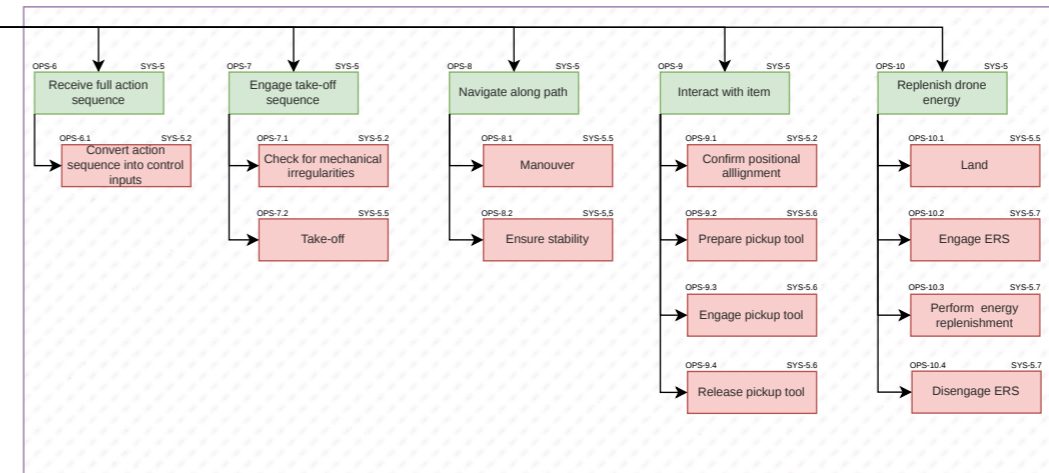 OPS-6 SYS-5
Receive full action
sequence
OPS-6.1 SYS-5.2
Convert action
sequence into control
inputs
OPS-7 SYS-5
Engage take-off
sequence
OPS-7.1 SYS-5.2
Check for mechanical
irregularities
OPS-7.2 SYS-5.5
Take-off
OPS-8 SYS-5
Navigate along path
OPS-8.1 SYS-5.5
Manouver
OPS-8.2 SYS-5,5
Ensure stability
OPS-9 SYS-5
Interact with item
OPS-9.1 SYS-5.2
Confirm positional
allignment
OPS-9.2 SYS-5.6
Prepare pickup tool
OPS-9.3 SYS-5.6
Engage pickup tool
OPS-9.4 SYS-5.6
Release pickup tool
OPS-10 SYS-5
Replenish drone
energy
OPS-10.1 SYS-5.5
Land
OPS-10.2 SYS-5.7
Engage ERS
OPS-10.3 SYS-5.7
Perform energy
replenishment
OPS-10.4 SYS-5.7
Disengage ERS